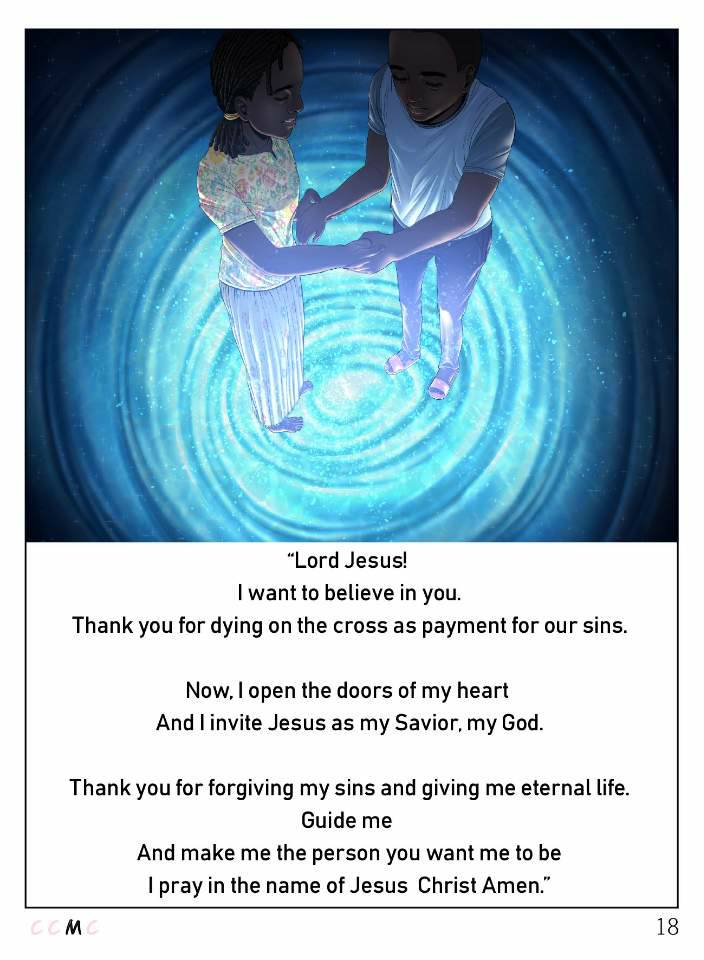 “Lord Jesus!
I want to believe in you.
Thank you for dying on the cross as payment for our sins.
Now, I open the doors of my heart
And I invite Jesus as my Savior, my God.
Thank you for forgiving my sins and giving me eternal life.
Guide me
And make me the person you want me to be
I pray in the name of Jesus  Christ Amen.”
CCMC
18